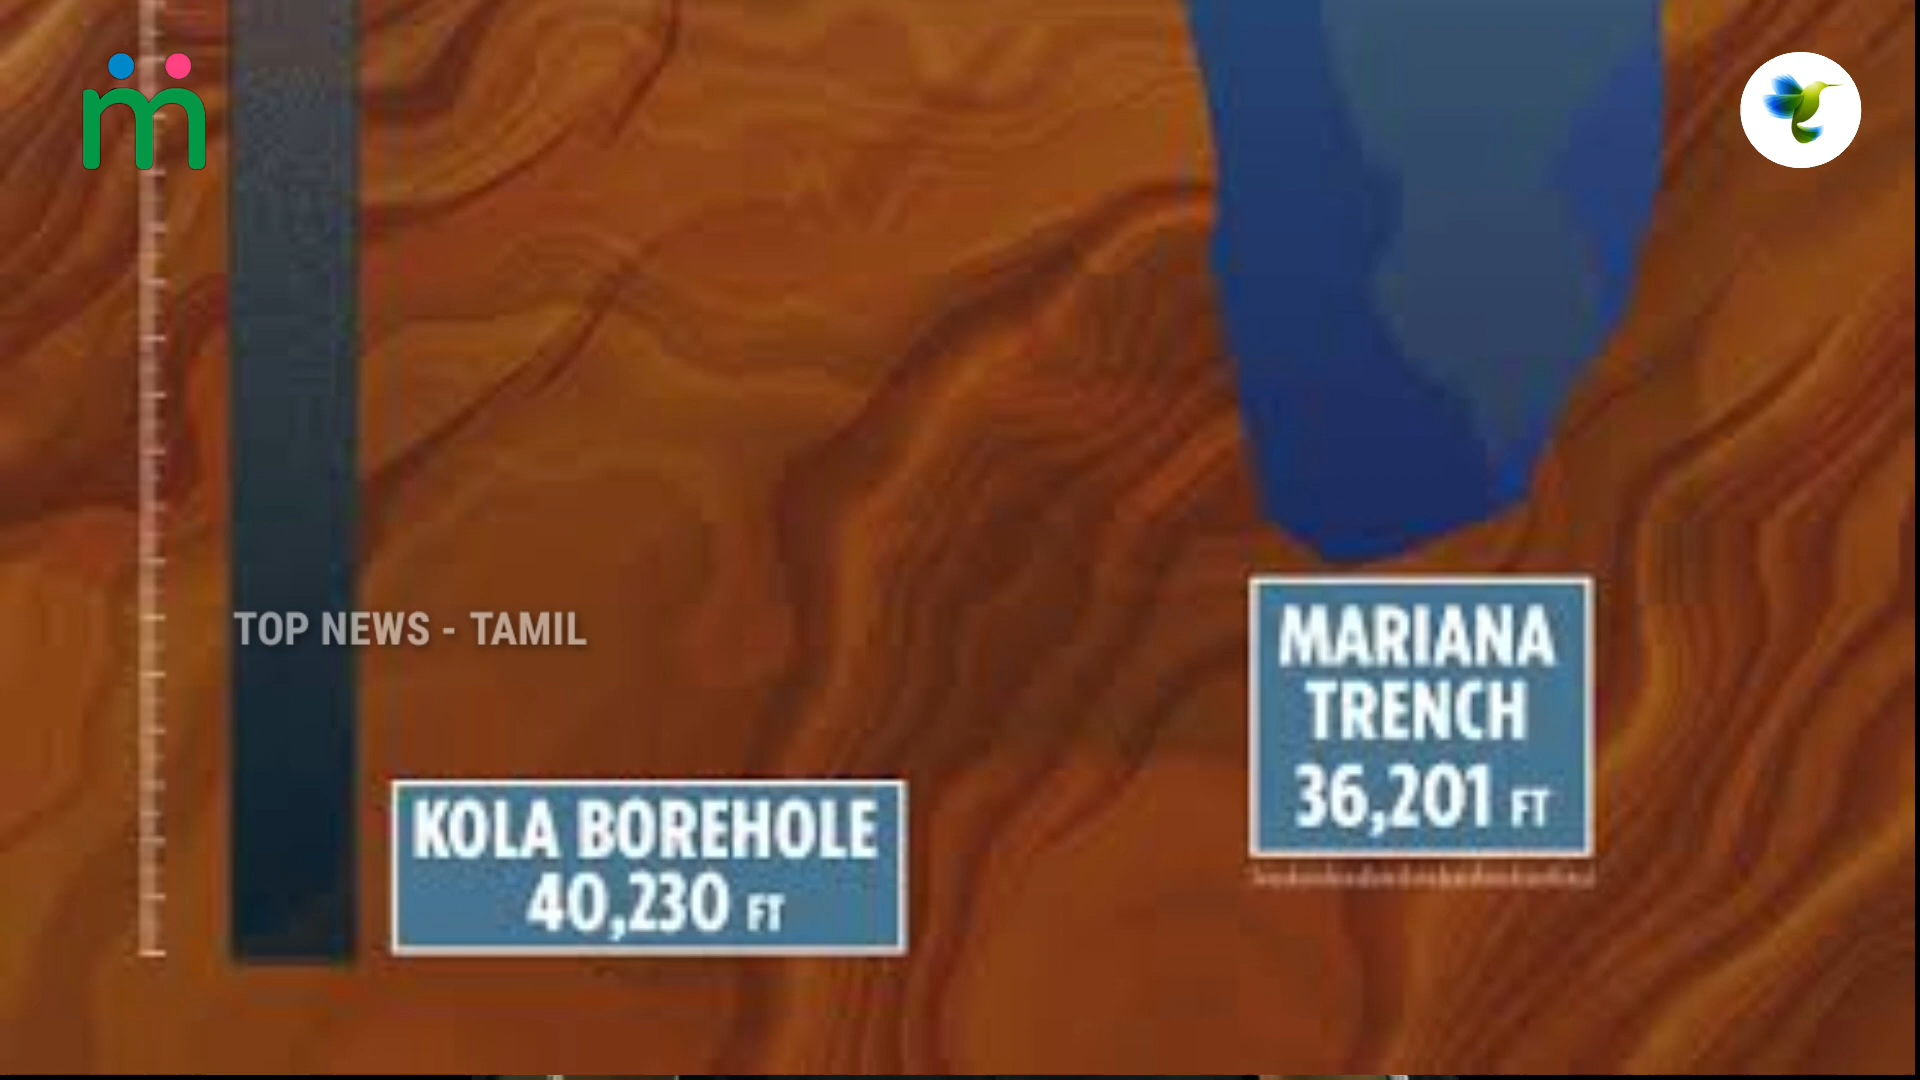 TOP NEWS - TAMIL
MARIANA
TRENCH
36,201 FT
KOLA BOREHOLE
40,230 FT